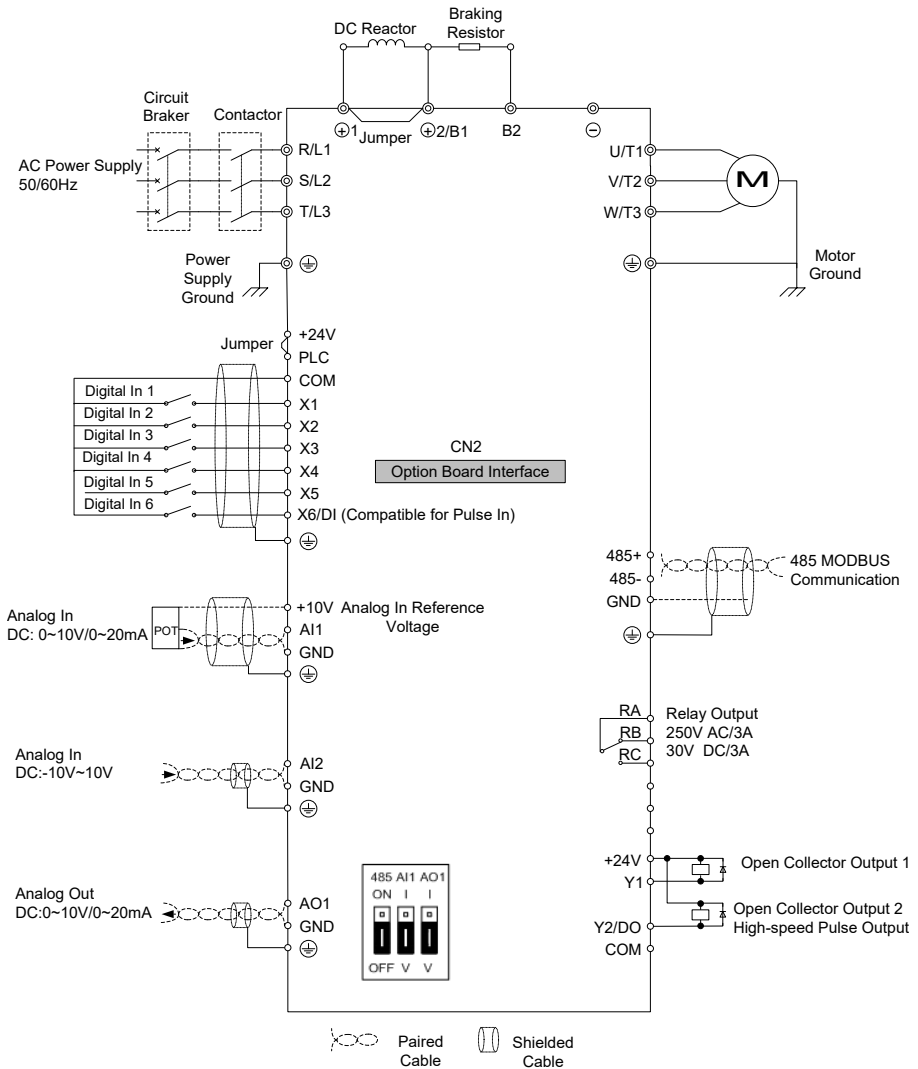 DC Reactor
Braking
Resistor
Circuit
Braker
Contactor
⊕1
Jumper
⊕2/B1
B2
⊖
AC Power Supply
50/60Hz
R/L1
S/L2
T/L3
U/T1
V/T2
W/T3
M
Power
Supply
Ground
Motor
Ground
Jumper
+24V
PLC
COM
Digital In 1
X1
Digital In 2
X2
Digital In 3
X3
Digital In 4
X4
Digital In 5
X5
Digital In 6
X6/DI (Compatible for Pulse In)
CN2
Option Board Interface
485+
485-
GND
485 MODBUS
Communication
Analog In
DC: 0~10V/0~20mA
POT
+10V Analog In Reference
Voltage
AI1
GND
RA
RB
RC
Relay Output
250V AC/3A
30V DC/3A
Analog In
DC:-10V~10V
AI2
GND
Analog Out
DC:0~10V/0~20mA
AO1
GND
485 AI1 AO1
ON I I
OFF V V
+24V
Y1
Open Collector Output 1
Y2/DO
COM
Open Collector Output 2
High-speed Pulse Output
Paired
Cable
Shielded
Cable